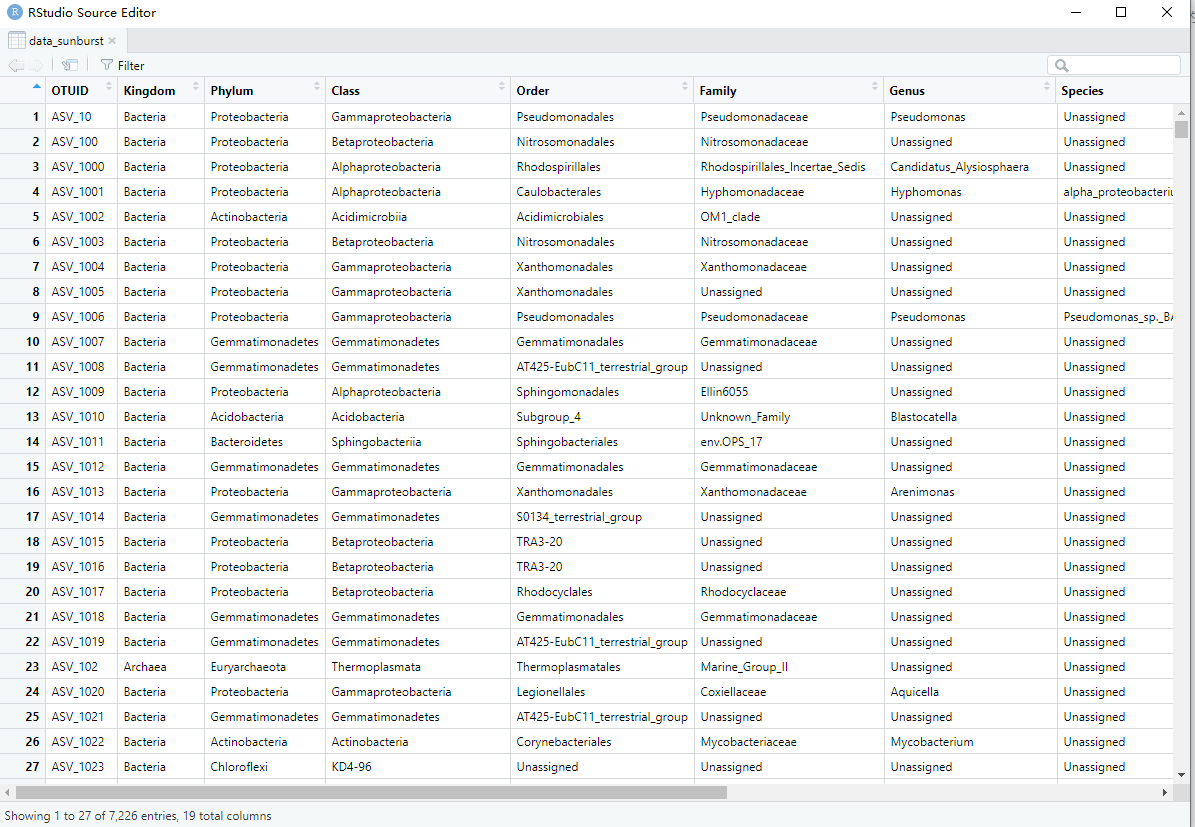 R RStudio Source Editor
data_sunburst
Filter
OTUID Kingdom Phylum Class Order Family Genus Species
1 ASV_10 Bacteria Proteobacteria Gammaproteobacteria Pseudomonadales Pseudomonadaceae Pseudomonas Unassigned
2 ASV_100 Bacteria Proteobacteria Betaproteobacteria Nitrosomonadales Nitrosomonadaceae Unassigned Unassigned
3 ASV_1000 Bacteria Proteobacteria Alphaproteobacteria Rhodospirillales Rhodospirillales_Incertae_Sedis Candidatus_Alysiosphaera Unassigned
4 ASV_1001 Bacteria Proteobacteria Alphaproteobacteria Caulobacterales Hyphomonadaceae Hyphomonas alpha_proteobacteriu
5 ASV_1002 Bacteria Actinobacteria Acidimicrobiia Acidimicrobiales OM1_clade Unassigned Unassigned
6 ASV_1003 Bacteria Proteobacteria Betaproteobacteria Nitrosomonadales Nitrosomonadaceae Unassigned Unassigned
7 ASV_1004 Bacteria Proteobacteria Gammaproteobacteria Xanthomonadales Xanthomonadaceae Unassigned Unassigned
8 ASV_1005 Bacteria Proteobacteria Gammaproteobacteria Xanthomonadales Unassigned Unassigned Unassigned
9 ASV_1006 Bacteria Proteobacteria Gammaproteobacteria Pseudomonadales Pseudomonadaceae Pseudomonas Pseudomonas_sp._BA
10 ASV_1007 Bacteria Gemmatimonadetes Gemmatimonadetes Gemmatimonadales Gemmatimonadaceae Unassigned Unassigned
11 ASV_1008 Bacteria Gemmatimonadetes Gemmatimonadetes AT425-EubC11_terrestrial_group Unassigned Unassigned Unassigned
12 ASV_1009 Bacteria Proteobacteria Alphaproteobacteria Sphingomonadales Ellin6055 Unassigned Unassigned
13 ASV_1010 Bacteria Acidobacteria Acidobacteria Subgroup_4 Unknown_Family Blastocatella Unassigned
14 ASV_1011 Bacteria Bacteroidetes Sphingobacteriia Sphingobacteriales env.OPS_17 Unassigned Unassigned
15 ASV_1012 Bacteria Gemmatimonadetes Gemmatimonadetes Gemmatimonadales Gemmatimonadaceae Unassigned Unassigned
16 ASV_1013 Bacteria Proteobacteria Gammaproteobacteria Xanthomonadales Xanthomonadaceae Arenimonas Unassigned
17 ASV_1014 Bacteria Gemmatimonadetes Gemmatimonadetes S0134_terrestrial_group Unassigned Unassigned Unassigned
18 ASV_1015 Bacteria Proteobacteria Betaproteobacteria TRA3-20 Unassigned Unassigned Unassigned
19 ASV_1016 Bacteria Proteobacteria Betaproteobacteria TRA3-20 Unassigned Unassigned Unassigned
20 ASV_1017 Bacteria Proteobacteria Betaproteobacteria Rhodocyclales Rhodocyclaceae Unassigned Unassigned
21 ASV_1018 Bacteria Gemmatimonadetes Gemmatimonadetes Gemmatimonadales Gemmatimonadaceae Unassigned Unassigned
22 ASV_1019 Bacteria Gemmatimonadetes Gemmatimonadetes AT425-EubC11_terrestrial_group Unassigned Unassigned Unassigned
23 ASV_102 Archaea Euryarchaeota Thermoplasmata Thermoplasmatales Marine_Group_II Unassigned Unassigned
24 ASV_1020 Bacteria Proteobacteria Gammaproteobacteria Legionellales Coxiellaceae Aquicella Unassigned
25 ASV_1021 Bacteria Gemmatimonadetes Gemmatimonadetes AT425-EubC11_terrestrial_group Unassigned Unassigned Unassigned
26 ASV_1022 Bacteria Actinobacteria Actinobacteria Corynebacteriales Mycobacteriaceae Mycobacterium Unassigned
27 ASV_1023 Bacteria Chloroflexi KD4-96 Unassigned Unassigned Unassigned Unassigned
Showing 1 to 27 of 7,226 entries, 19 total columns